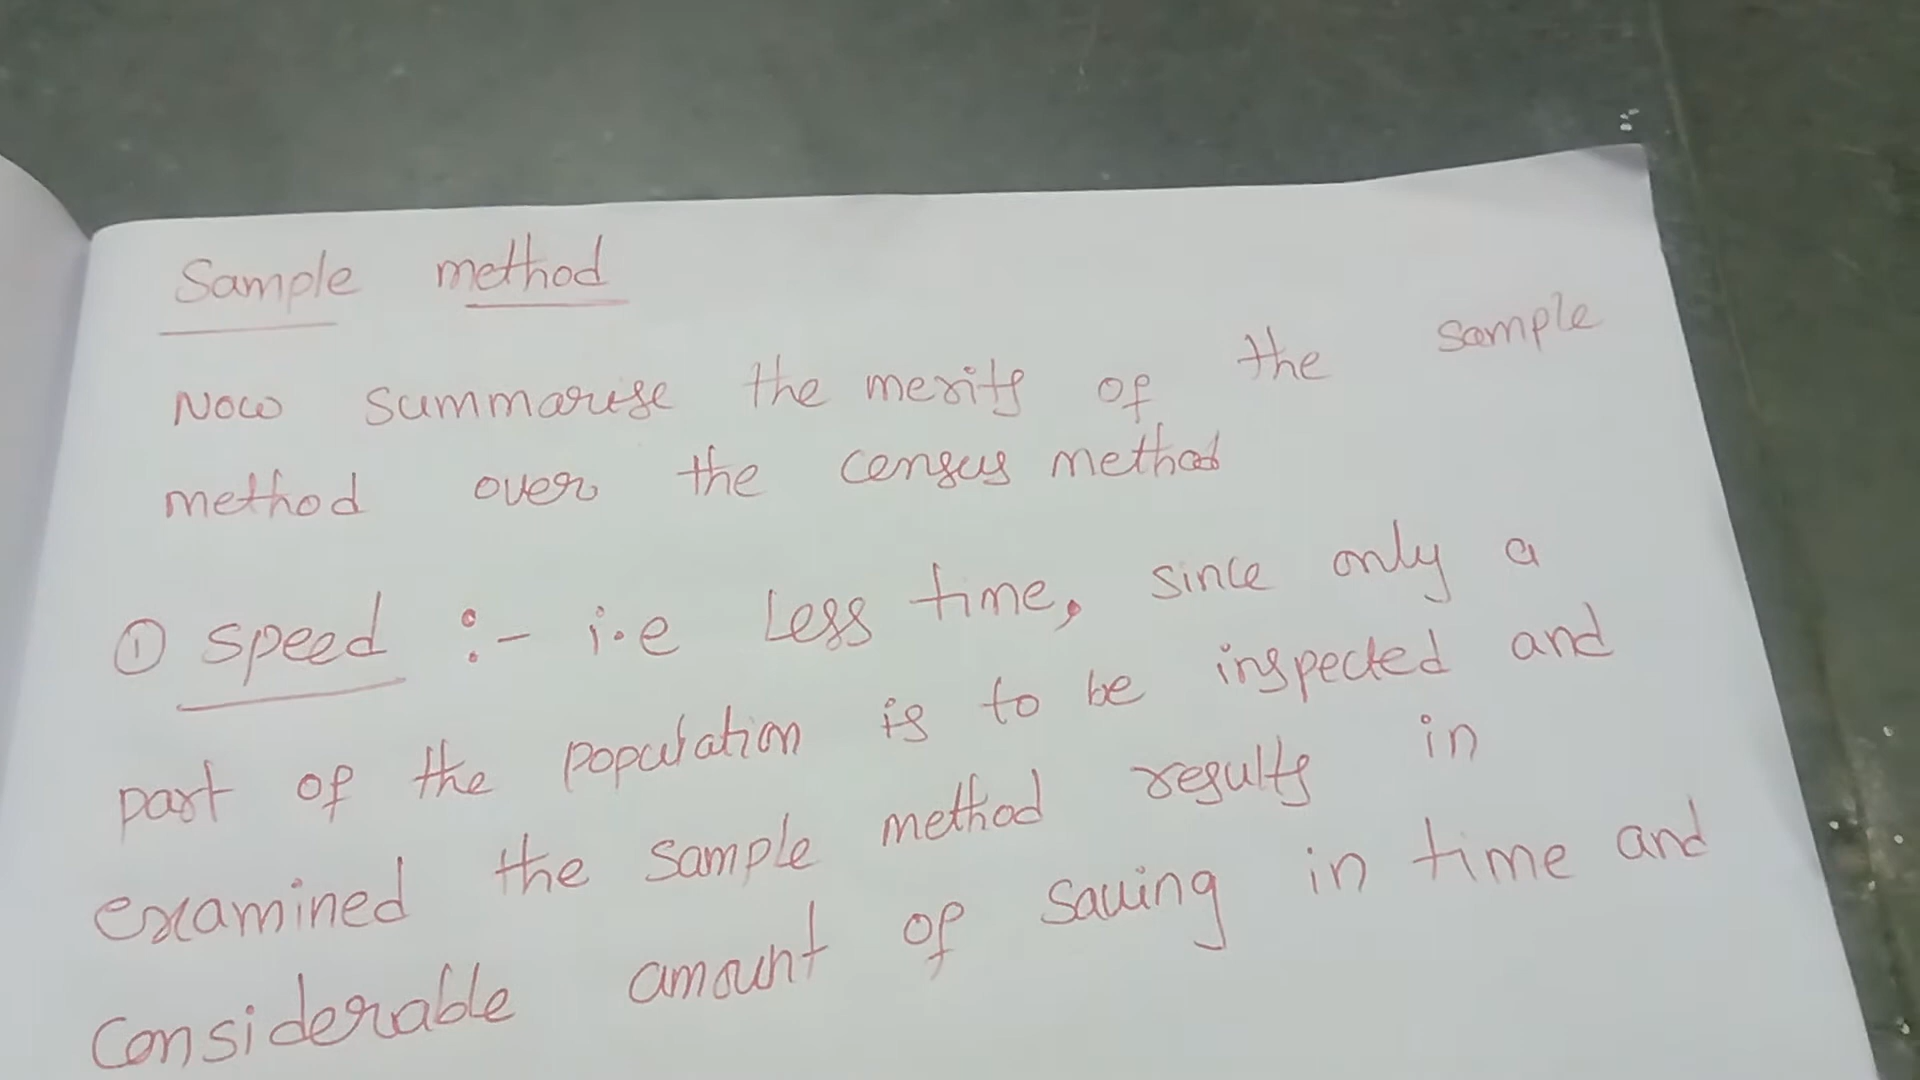 Sample method
Now summarise the merits of the sample
method over the census method
① speed :- i.e Less time, since only a
part of the population is to be inspected and
examined the sample method results in
Considerable amount of saving in time and